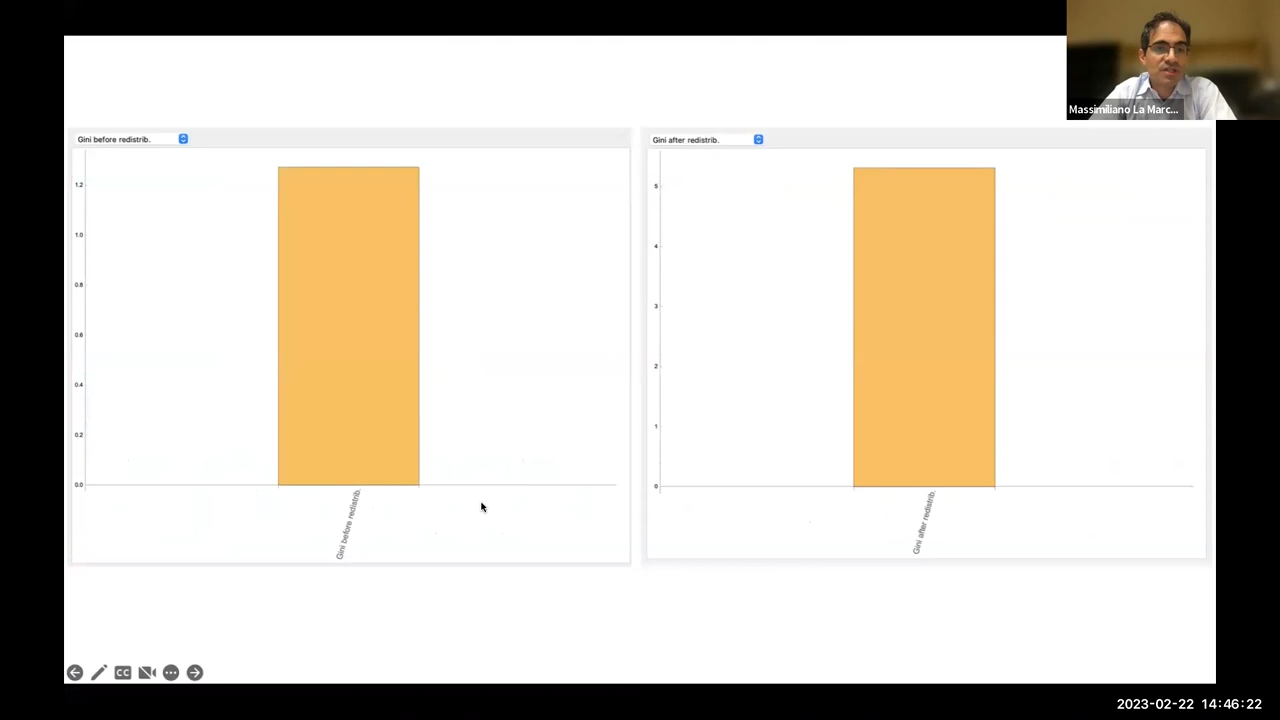 Massimiliano La Marc...
Gini before redistrib.
1.2
1.0
0.8
0.6
0.4
0.2
0.0
Gini before redistrib.
Gini after redistrib.
5
4
3
2
1
0
Gini after redistrib.
CC
2023-02-22 14:46:22